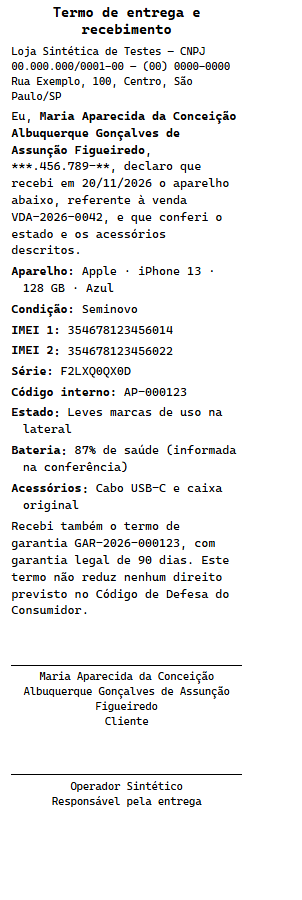 Termo de entrega e
recebimento
Loja Sintética de Testes — CNPJ
00.000.000/0001-00 — (00) 0000-0000
Rua Exemplo, 100, Centro, São
Paulo/SP
Eu, Maria Aparecida da Conceição
Albuquerque Gonçalves de
Assunção Figueiredo,
***.456.789-**, declaro que
recebi em 20/11/2026 o aparelho
abaixo, referente à venda
VDA-2026-0042, e que conferi o
estado e os acessórios
descritos.
Aparelho: Apple · iPhone 13 ·
128 GB · Azul
Condição: Seminovo
IMEI 1: 354678123456014
IMEI 2: 354678123456022
Série: F2LXQ0QX0D
Código interno: AP-000123
Estado: Leves marcas de uso na
lateral
Bateria: 87% de saúde (informada
na conferência)
Acessórios: Cabo USB-C e caixa
original
Recebi também o termo de
garantia GAR-2026-000123, com
garantia legal de 90 dias. Este
termo não reduz nenhum direito
previsto no Código de Defesa do
Consumidor.
Maria Aparecida da Conceição
Albuquerque Gonçalves de Assunção
Figueiredo
Cliente
Operador Sintético
Responsável pela entrega